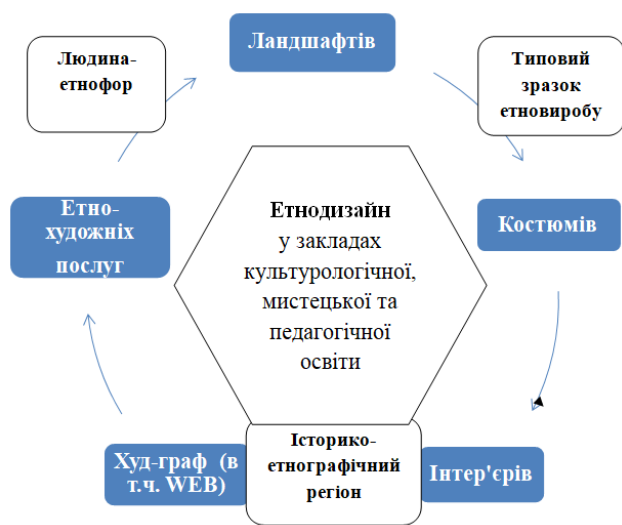 Ландшафтів
Людина-
етнофор
Типовий
зразок
етновиробу
Етно-
художніх
послуг
Етнодизайн
у закладах
культурологічної,
мистецької та
педагогічної
освіти
Костюмів
Худ-граф (в
т.ч. WEB)
Історико-
етнографічний
регіон
Інтер'єрів